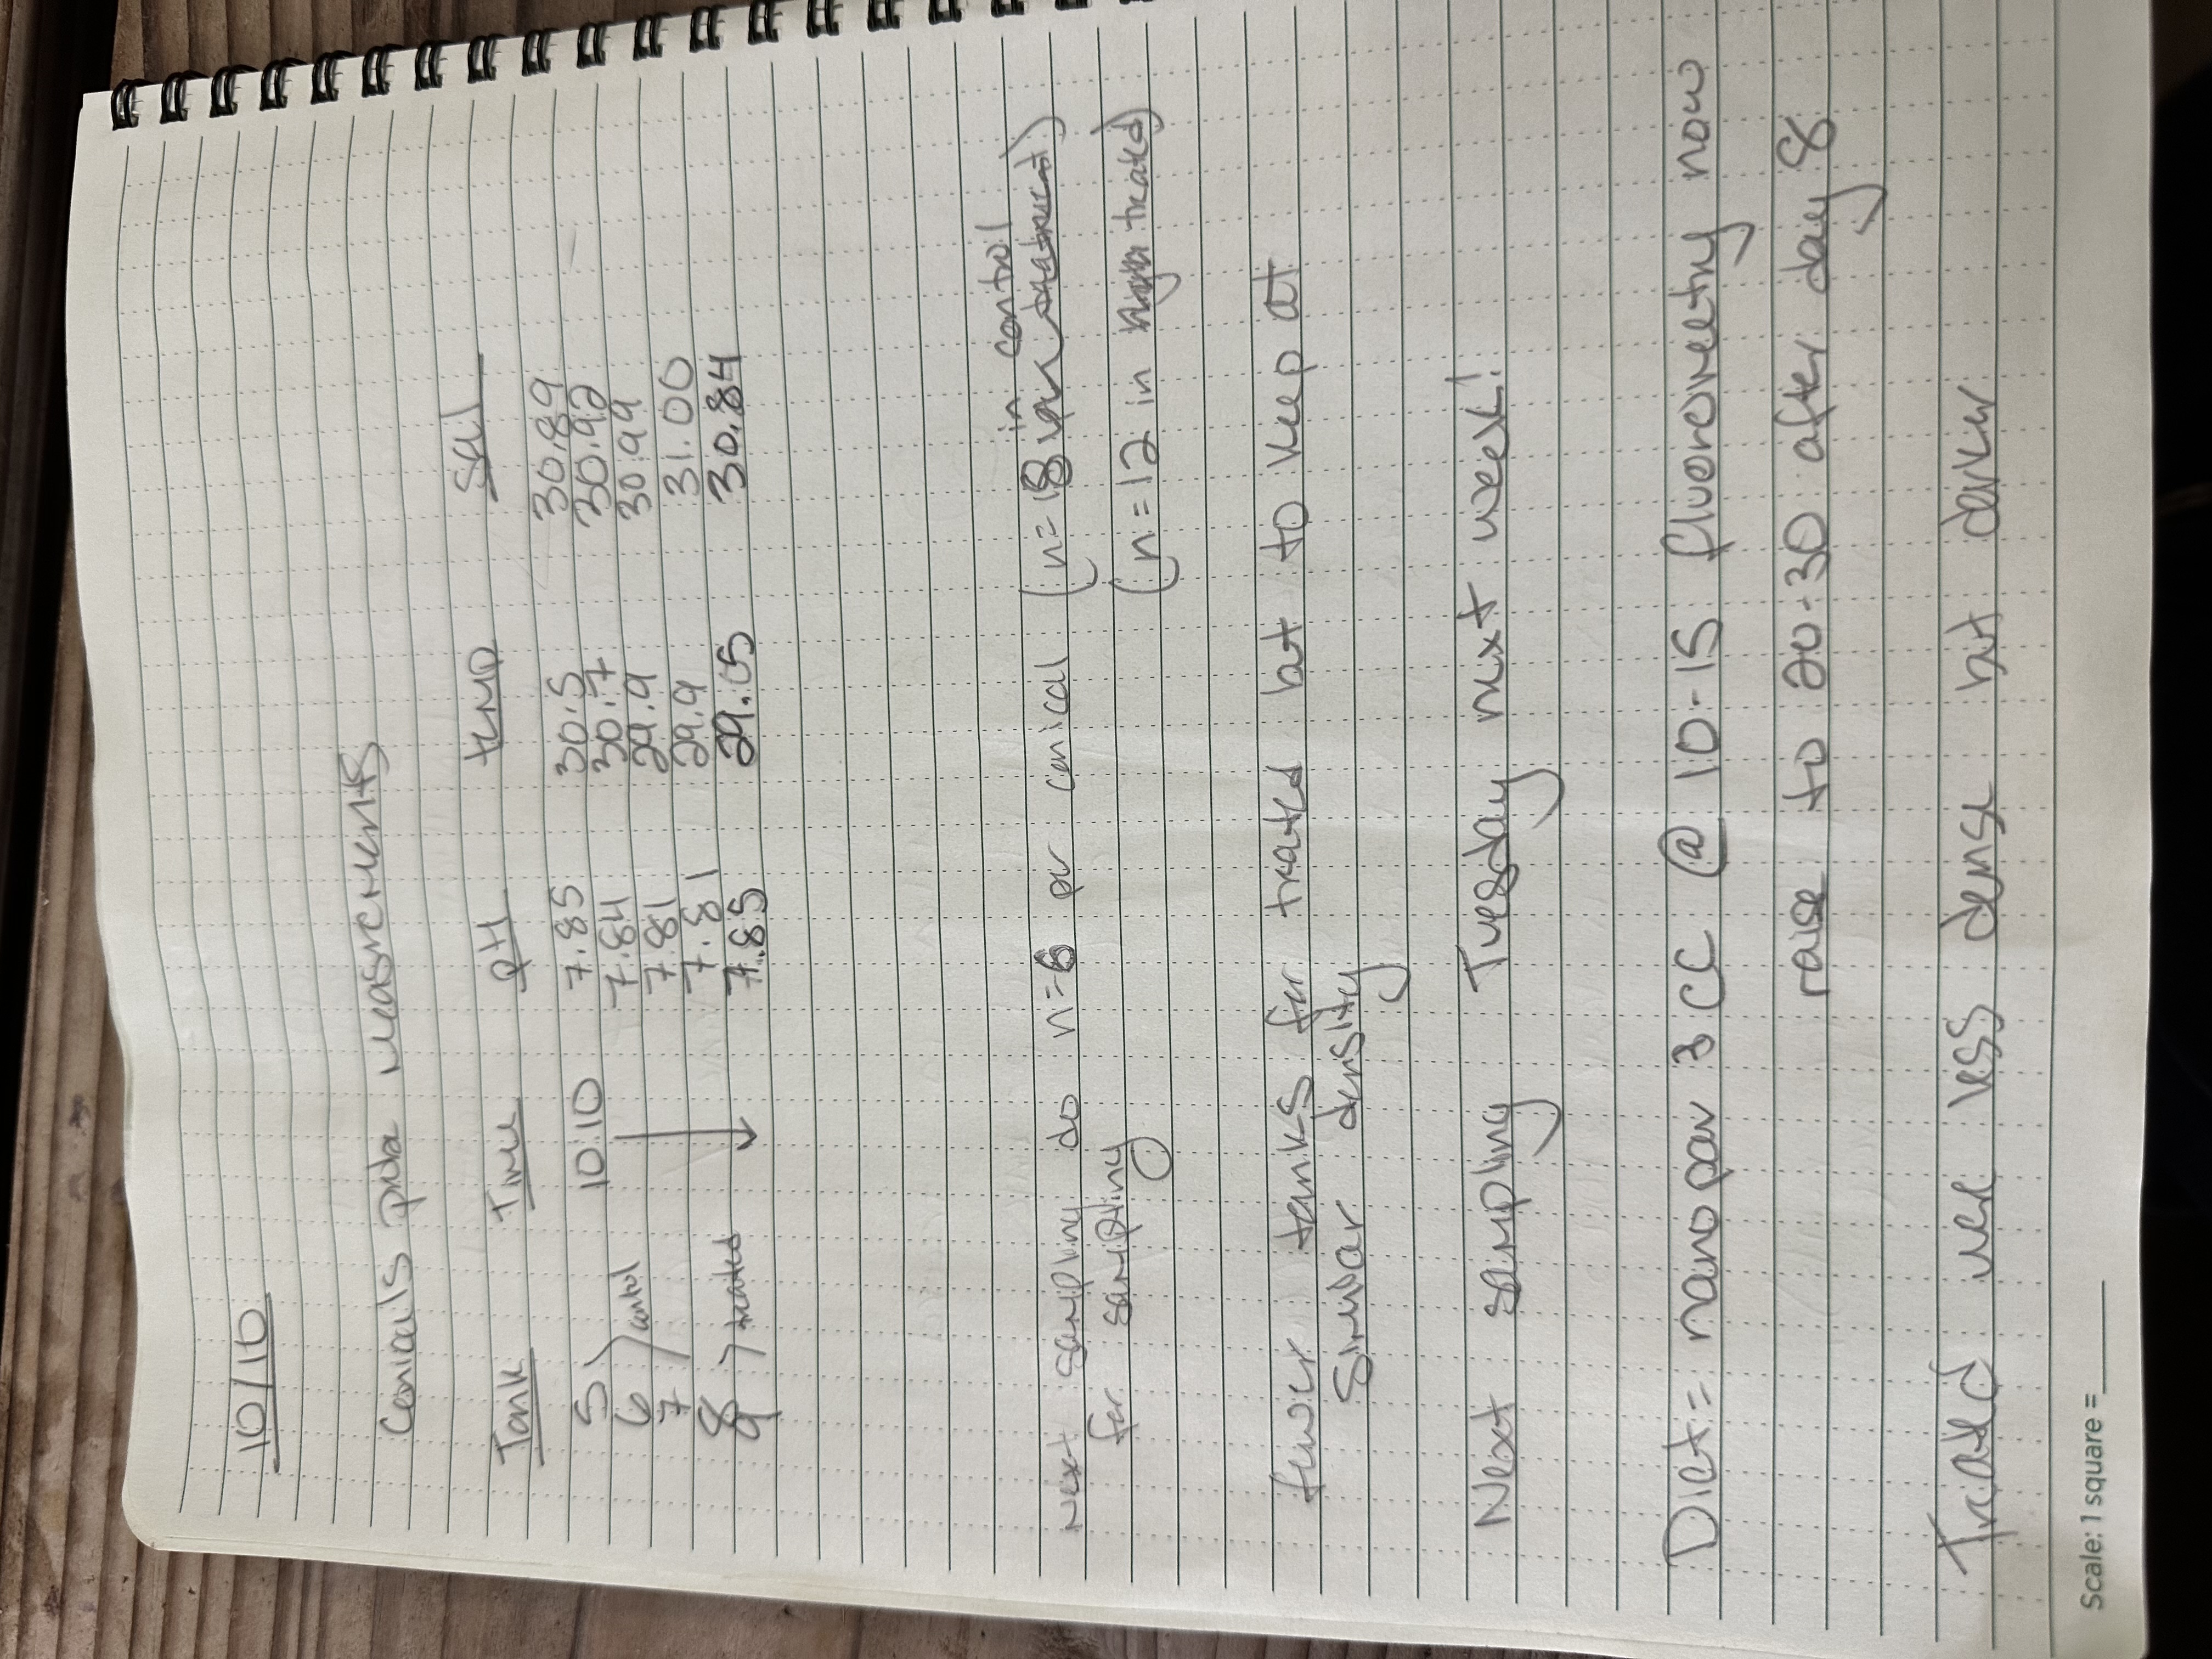 10/10
Conicals probe measurements
Tank Time pH temp sal
5 10:10 7.85 30.5 30.89
6 control 7.84 30.7 30.92
7 7.81 29.9 30.99
8 7.81 29.9 31.00
9 treated 7.85 29.05 30.84
in control
Next sampling do n=6 per conical (n=18 per treatment)
for sampling
(n=12 in treated)
fewer tanks for treated but to keep at
similar density
Next sampling Tuesday next week!
Diet= nanopav 3 CC @ 10-15 fluorometry now
raise to 20-30 after day 8
Treated were less dense but darker
Scale: 1 square =